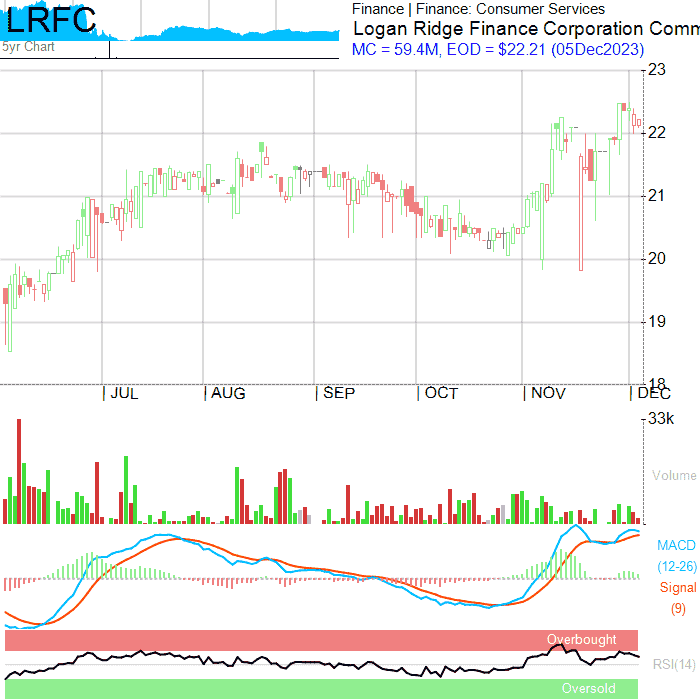 LRFC
5yr Chart
Finance | Finance: Consumer Services
Logan Ridge Finance Corporation Comm
MC = 59.4M, EOD = $22.21 (05Dec2023)
23
22
21
20
19
18
JUL
AUG
SEP
OCT
NOV
DEC
33k
Volume
MACD
(12-26)
Signal
(9)
Overbought
RSI(14)
Oversold